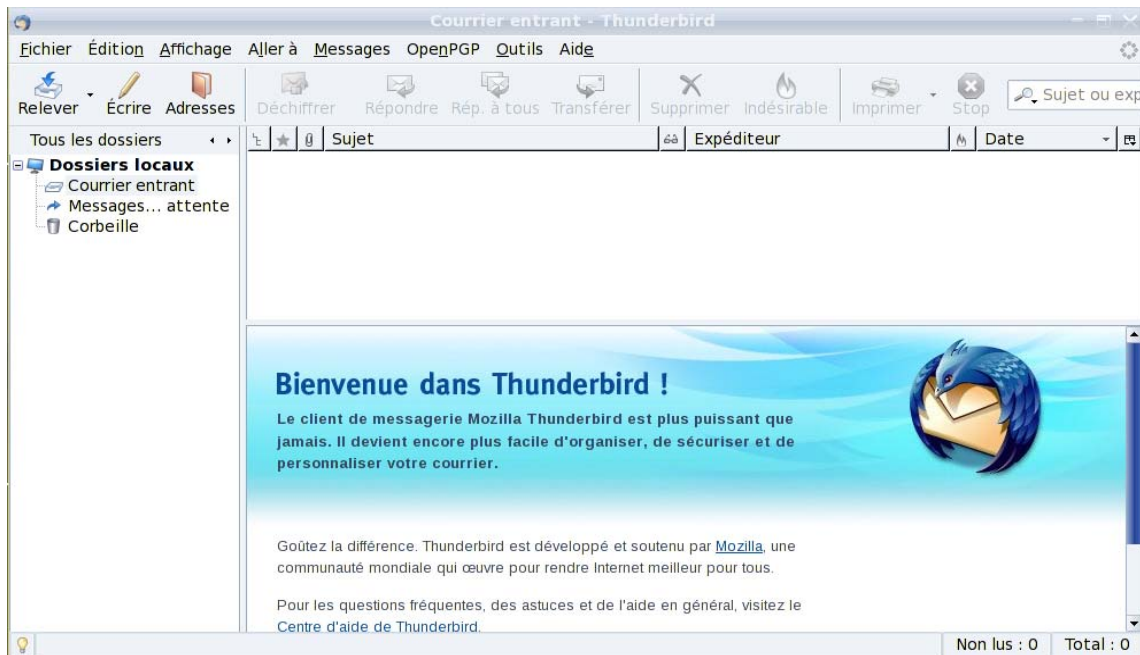 Courrier entrant - Thunderbird
Fichier Édition Affichage Aller à Messages OpenPGP Outils Aide
Relever Écrire Adresses Déchiffrer Répondre Rép. à tous Transférer Supprimer Indésirable Imprimer Stop Sujet ou exp
Tous les dossiers Sujet Expéditeur Date
Dossiers locaux
Courrier entrant
Messages... attente
Corbeille
Bienvenue dans Thunderbird !
Le client de messagerie Mozilla Thunderbird est plus puissant que
jamais. Il devient encore plus facile d'organiser, de sécuriser et de
personnaliser votre courrier.
Goûtez la différence. Thunderbird est développé et soutenu par Mozilla, une
communauté mondiale qui œuvre pour rendre Internet meilleur pour tous.
Pour les questions fréquentes, des astuces et de l'aide en général, visitez le
Centre d'aide de Thunderbird.
Non lus : 0 Total : 0